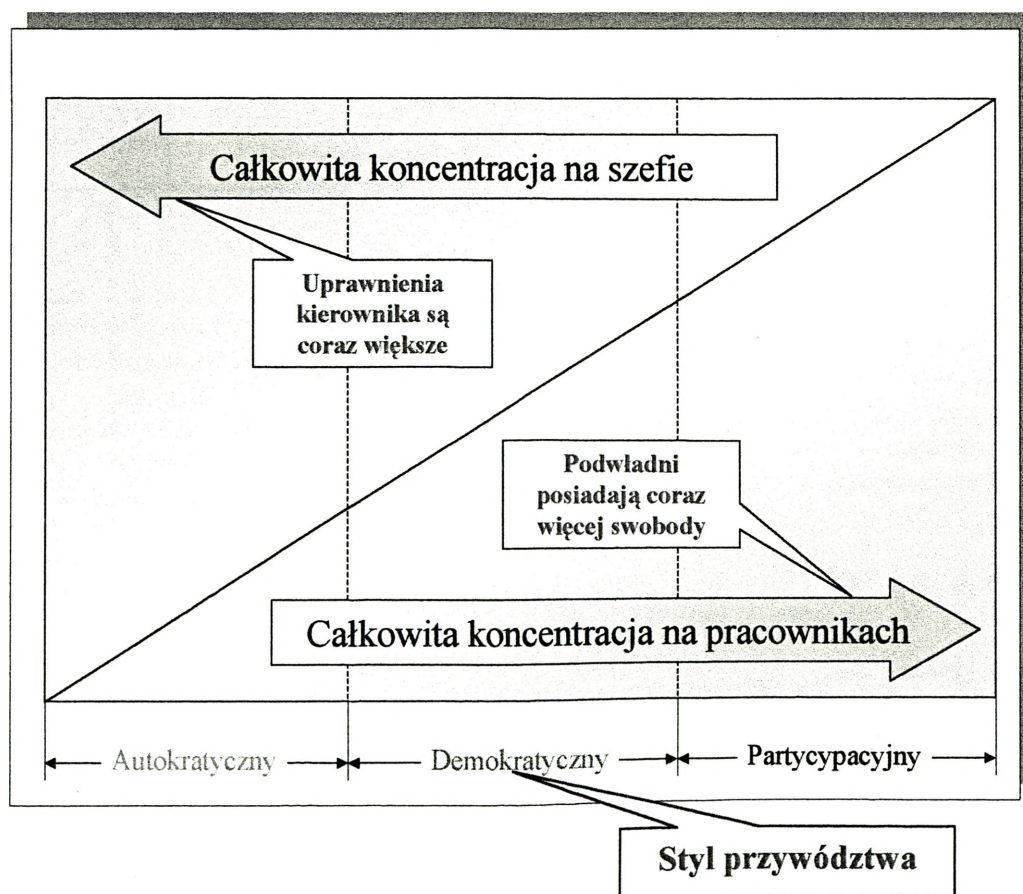 Całkowita koncentracja na szefie
Uprawnienia
kierownika są
coraz większe
Podwładni
posiadają coraz
więcej swobody
Całkowita koncentracja na pracownikach
Autokratyczny
Demokratyczny
Partycypacyjny
Styl przywództwa